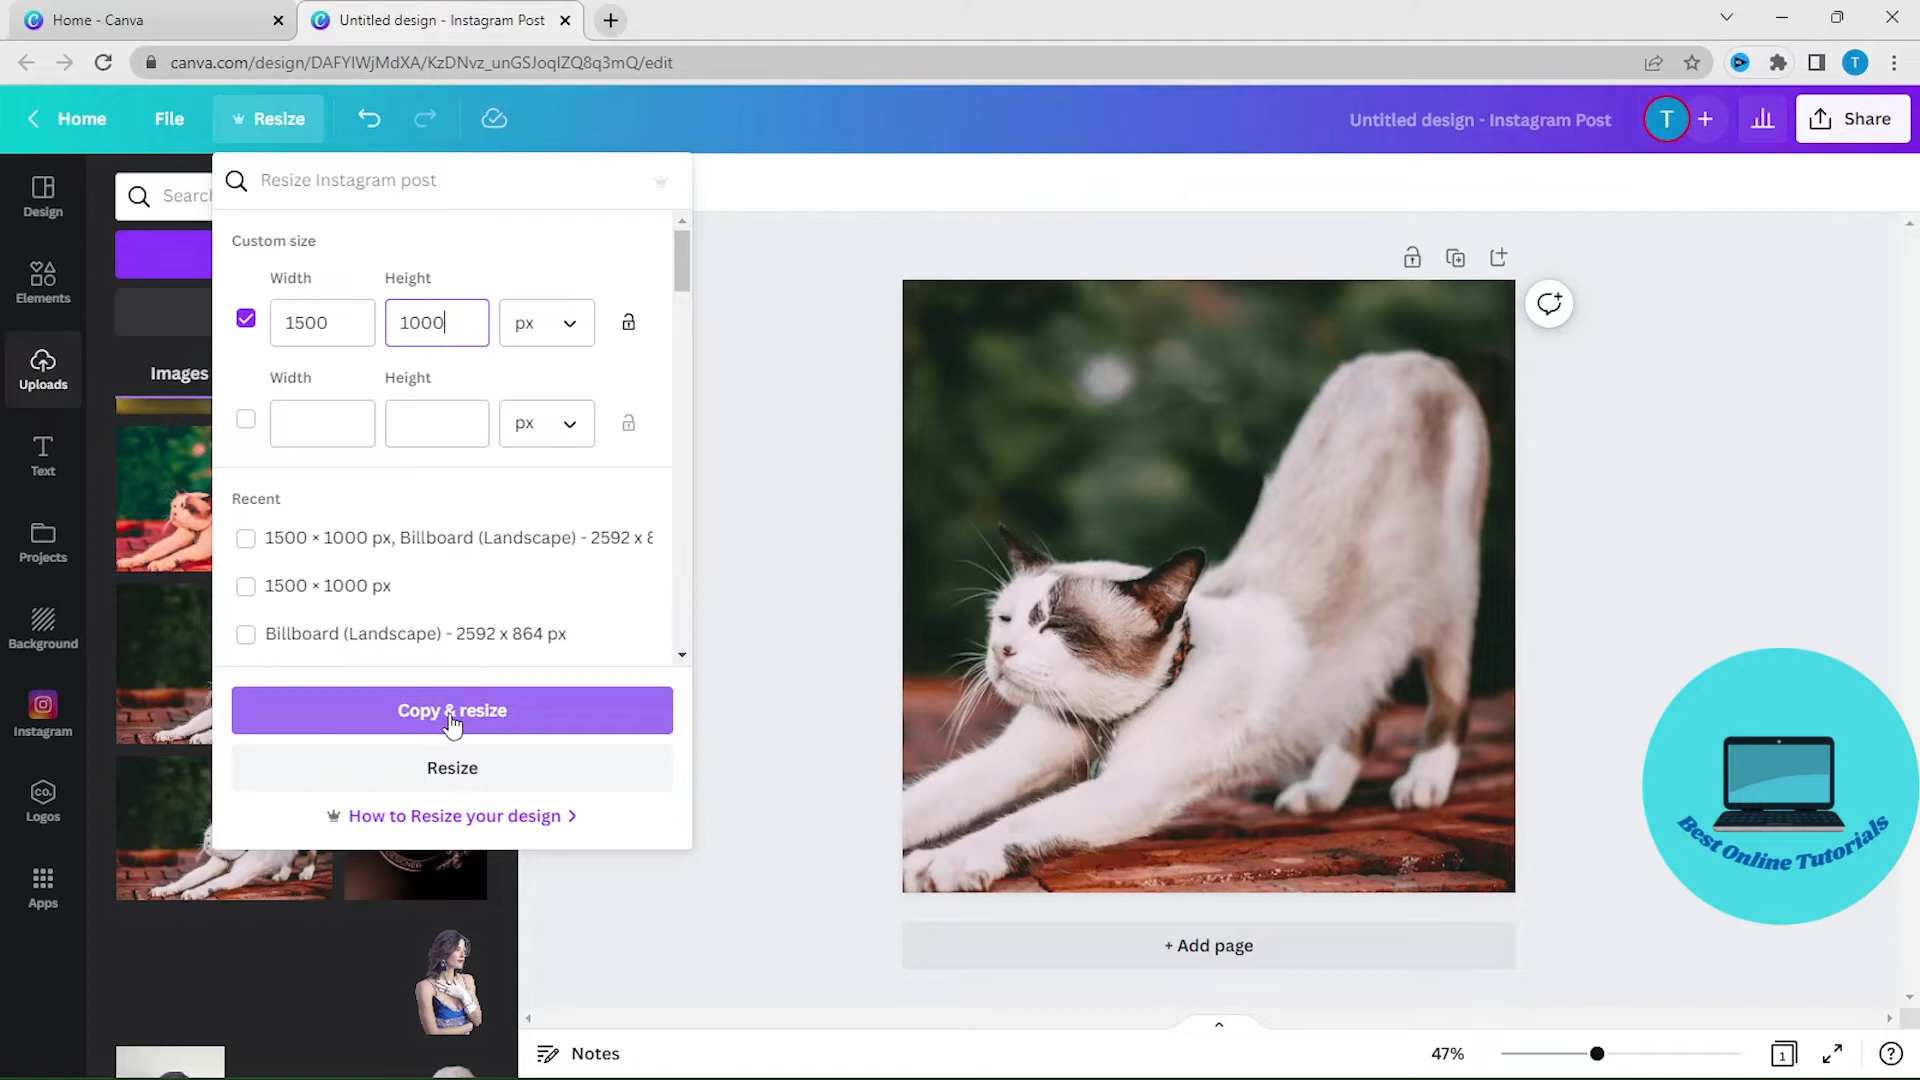 Home - Canva
Untitled design - Instagram Post
canva.com/design/DAFYIWjMdXA/KzDNvz_unGSJoqIZQ8q3mQ/edit
T
Home
File
Resize
Untitled design - Instagram Post
T
Share
Design
Elements
Uploads
Text
Projects
Background
Instagram
Logos
Apps
Search
Images
Resize Instagram post
Custom size
Width
Height
1500
1000
px
Width
Height
px
Recent
1500 × 1000 px, Billboard (Landscape) - 2592 x 8
1500 × 1000 px
Billboard (Landscape) - 2592 x 864 px
Copy & resize
Resize
How to Resize your design
co.
+ Add page
Best Online Tutorials
Notes
47%
1
?